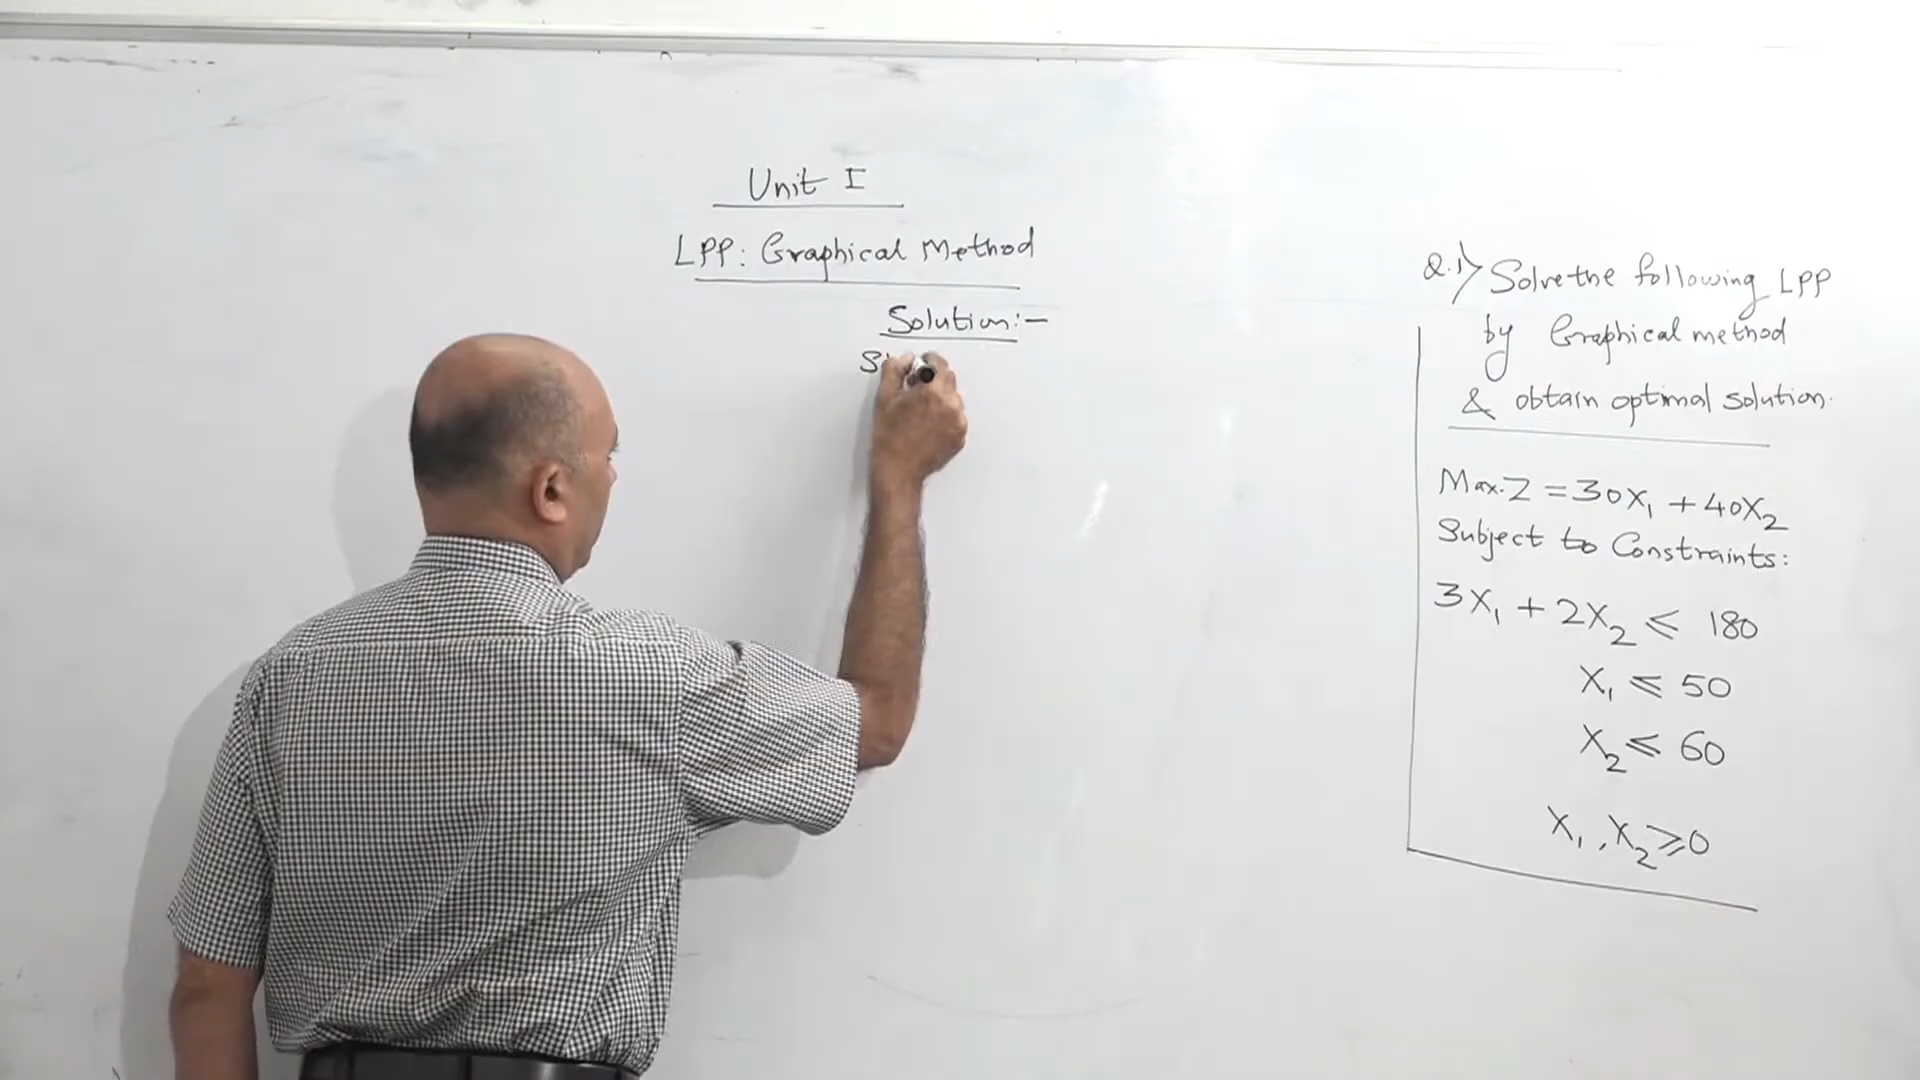 Unit I
LPP: Graphical Method
Solution:-
Q.1) Solve the following LPP
by Graphical method
& obtain optimal solution.
Max. Z = 30X₁ + 40X₂
Subject to Constraints:
3X₁ + 2X₂ ⩽ 180
X₁ ⩽ 50
X₂ ⩽ 60
X₁, X₂ ⩾ 0